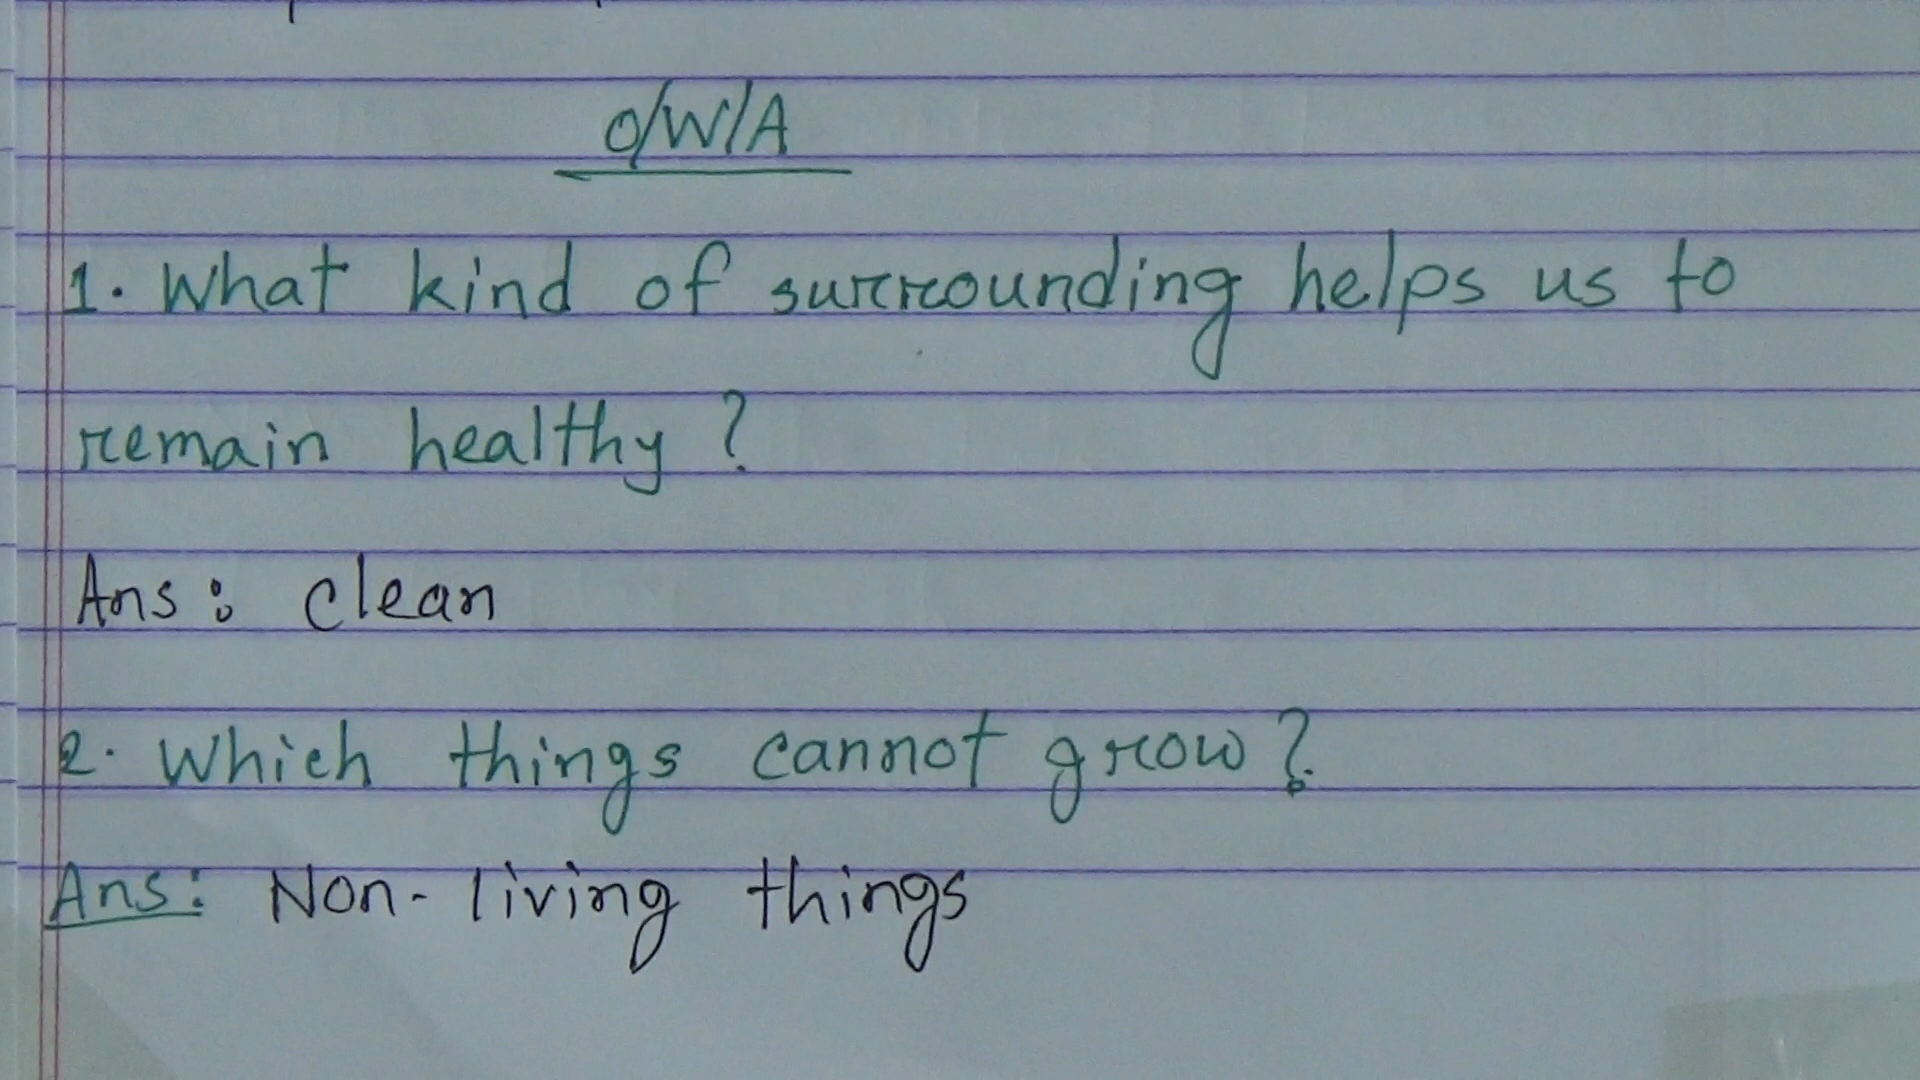 O/W/A
1. What kind of surrounding helps us to
remain healthy?
Ans: clean
2. Which things cannot grow?
Ans: Non-living things